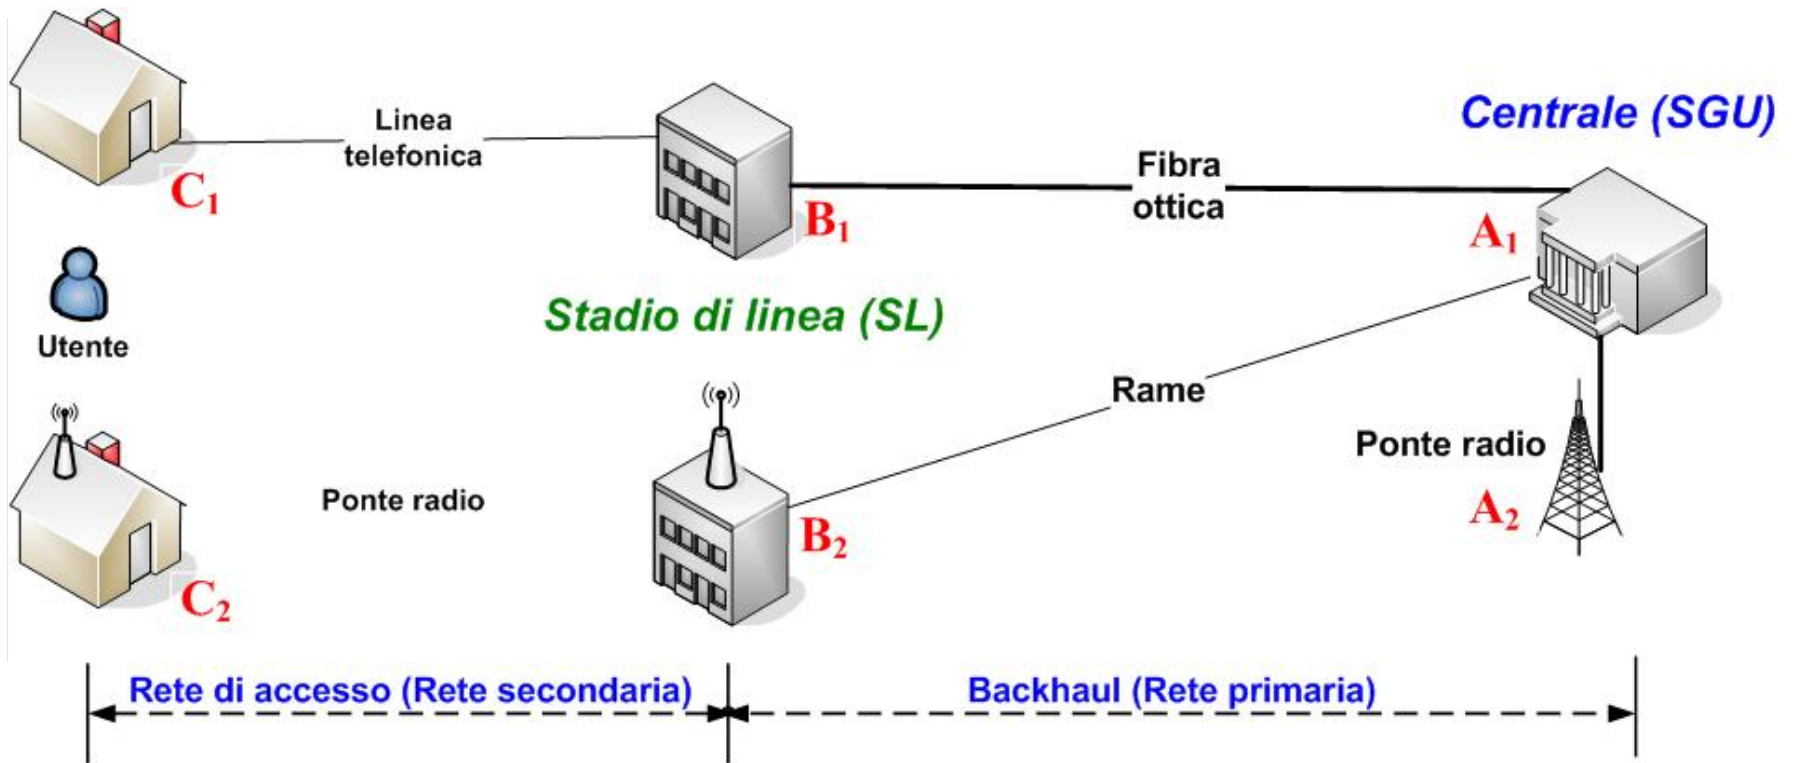 Centrale (SGU)
Linea
telefonica
Fibra
ottica
C1
B1
A1
Stadio di linea (SL)
Utente
Rame
Ponte radio
Ponte radio
A2
B2
C2
Rete di accesso (Rete secondaria)
Backhaul (Rete primaria)